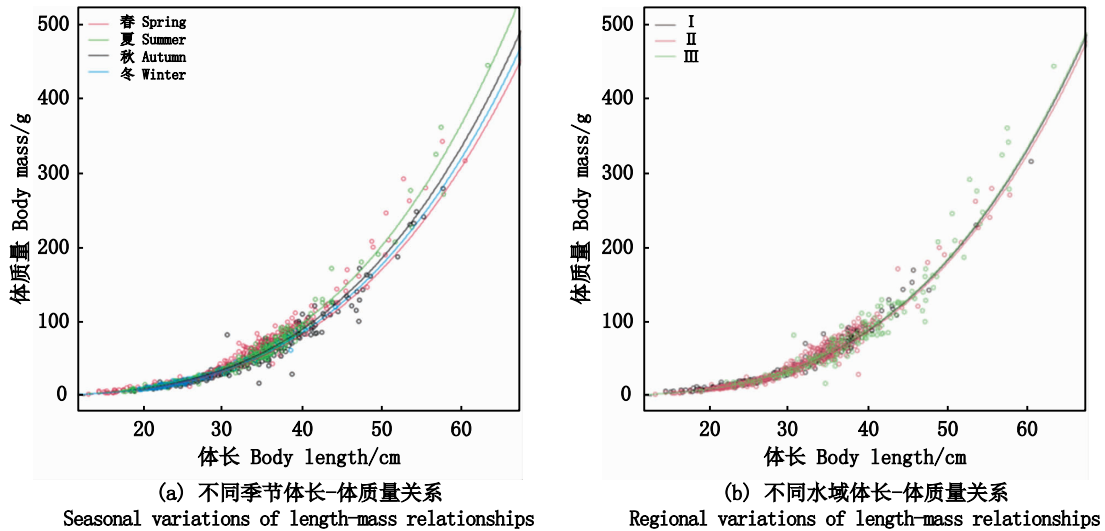 500
400
300
200
100
0
体质量 Body mass/g
春 Spring
夏 Summer
秋 Autumn
冬 Winter
20 30 40 50 60
体长 Body length/cm
(a) 不同季节体长-体质量关系
Seasonal variations of length-mass relationships
500
400
300
200
100
0
体质量 Body mass/g
Ⅰ
Ⅱ
Ⅲ
20 30 40 50 60
体长 Body length/cm
(b) 不同水域体长-体质量关系
Regional variations of length-mass relationships